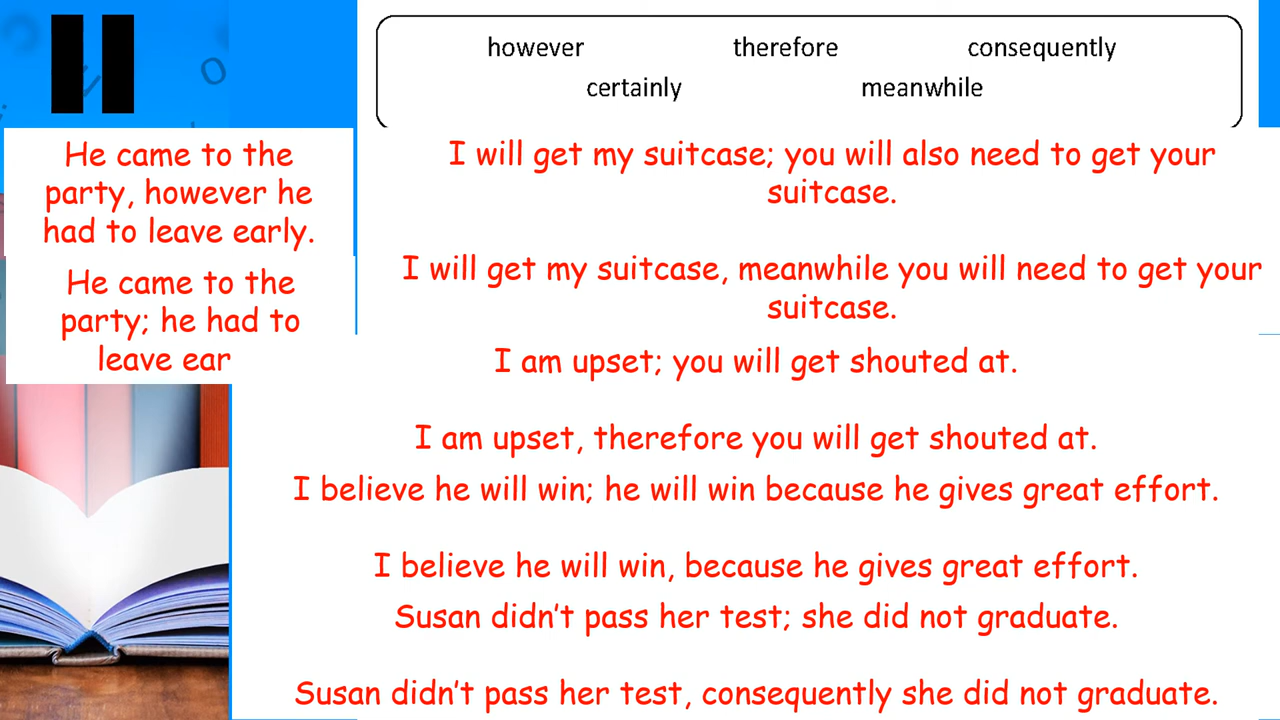 however therefore consequently
certainly meanwhile
He came to the
party, however he
had to leave early.
He came to the
party; he had to
leave ear
I will get my suitcase; you will also need to get your
suitcase.
I will get my suitcase, meanwhile you will need to get your
suitcase.
I am upset; you will get shouted at.
I am upset, therefore you will get shouted at.
I believe he will win; he will win because he gives great effort.
I believe he will win, because he gives great effort.
Susan didn't pass her test; she did not graduate.
Susan didn't pass her test, consequently she did not graduate.